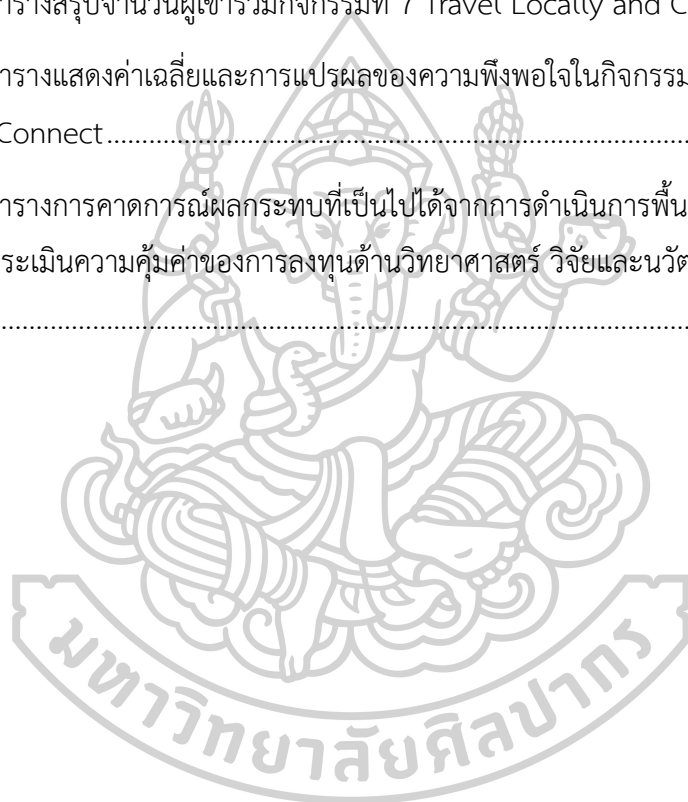 ารางสรุปจำนวนผู้เข้าร่วมกิจกรรมที่ 7 Travel Locally and C
ารางแสดงค่าเฉลี่ยและการแปรผลของความพึงพอใจในกิจกรรม
Connect................................................................................
ารางการคาดการณ์ผลกระทบที่เป็นไปได้จากการดำเนินการพื้น
ระเมินความคุ้มค่าของการลงทุนด้านวิทยาศาสตร์ วิจัยและนวัต
................................................................................................
มหาวิทยาลัยศิลปากร